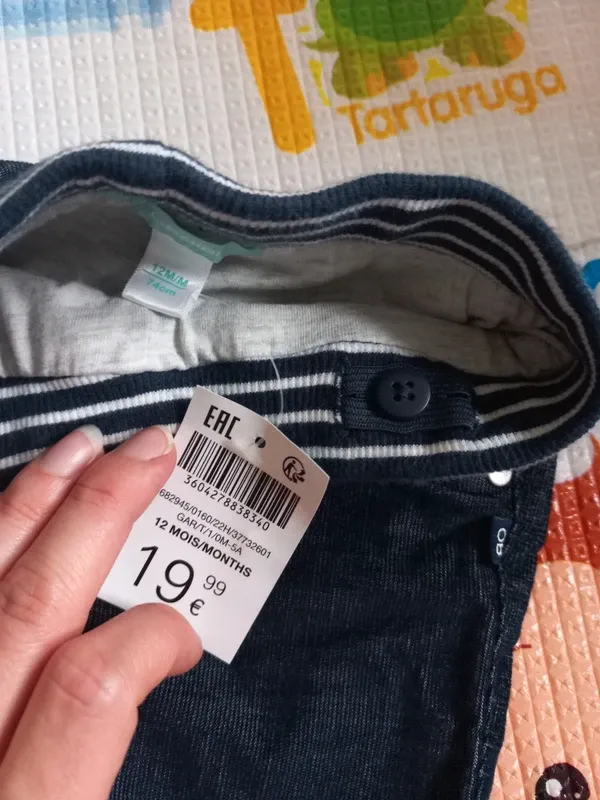 T
Tartaruga
12M/M
74cm
EAC
3604278838340
682945/0160/22H/37732601
GAR/T/1/0M-5A
12 MOIS/MONTHS
19 99
€